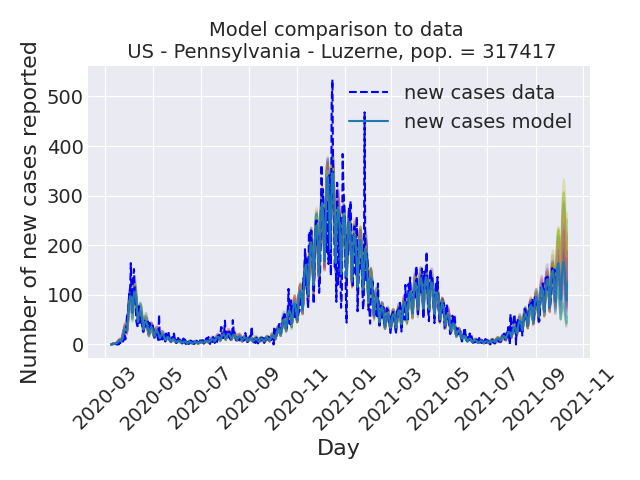 Model comparison to data
US - Pennsylvania - Luzerne, pop. = 317417
Number of new cases reported
500
400
300
200
100
0
new cases data
new cases model
2020-03
2020-05
2020-07
2020-09
2020-11
2021-01
2021-03
2021-05
2021-07
2021-09
2021-11
Day